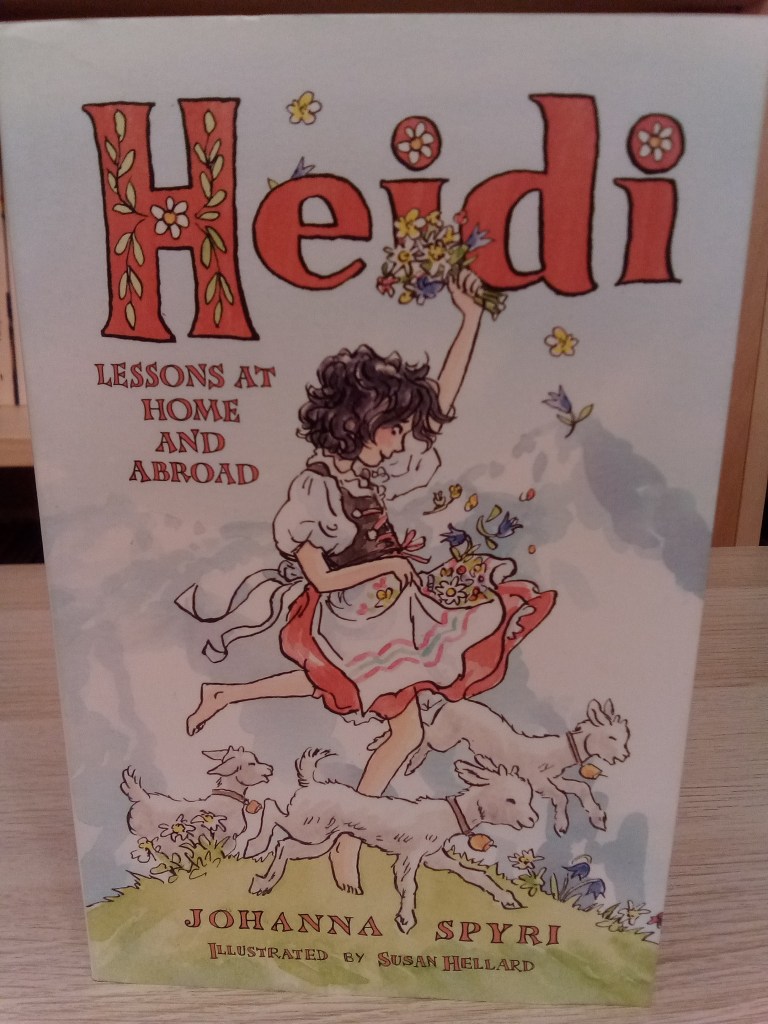 Heidi
LESSONS AT
HOME
AND
ABROAD
JOHANNA SPYRI
ILLUSTRATED BY SUSAN HELLARD